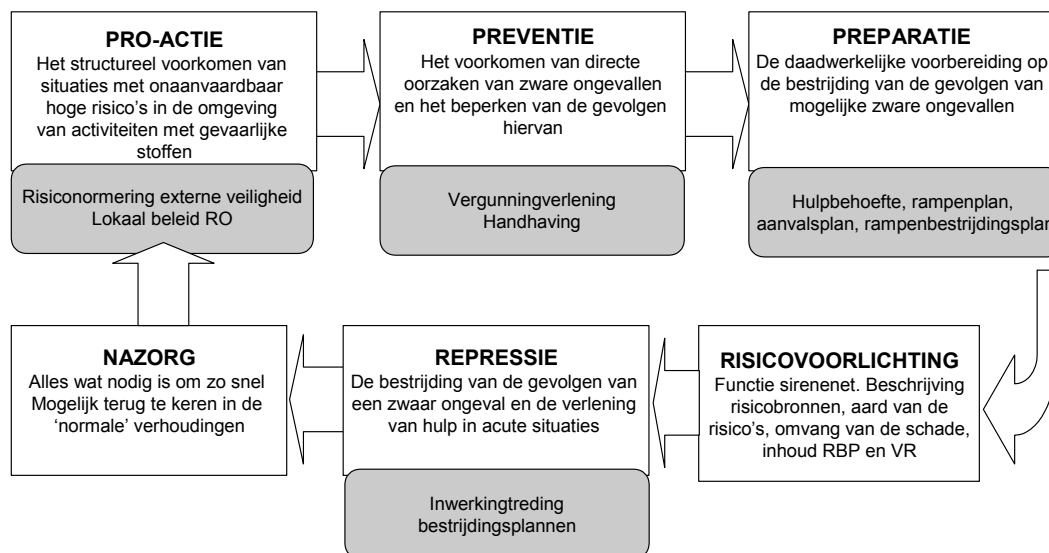 PRO-ACTIE
Het structureel voorkomen van
situaties met onaanvaardbaar
hoge risico's in de omgeving
van activiteiten met gevaarlijke
stoffen
Risiconormering externe veiligheid
Lokaal beleid RO
PREVENTIE
Het voorkomen van directe
oorzaken van zware ongevallen
en het beperken van de gevolgen
hiervan
Vergunningverlening
Handhaving
PREPARATIE
De daadwerkelijke voorbereiding op
de bestrijding van de gevolgen van
mogelijke zware ongevallen
Hulpbehoefte, rampenplan,
aanvalsplan, rampenbestrijdingsplan
RISICOVOORLICHTING
Functie sirenenet. Beschrijving
risicobronnen, aard van de
risico's, omvang van de schade,
inhoud RBP en VR
REPRESSIE
De bestrijding van de gevolgen van
een zwaar ongeval en de verlening
van hulp in acute situaties
Inwerkingtreding
bestrijdingsplannen
NAZORG
Alles wat nodig is om zo snel
Mogelijk terug te keren in de
'normale' verhoudingen